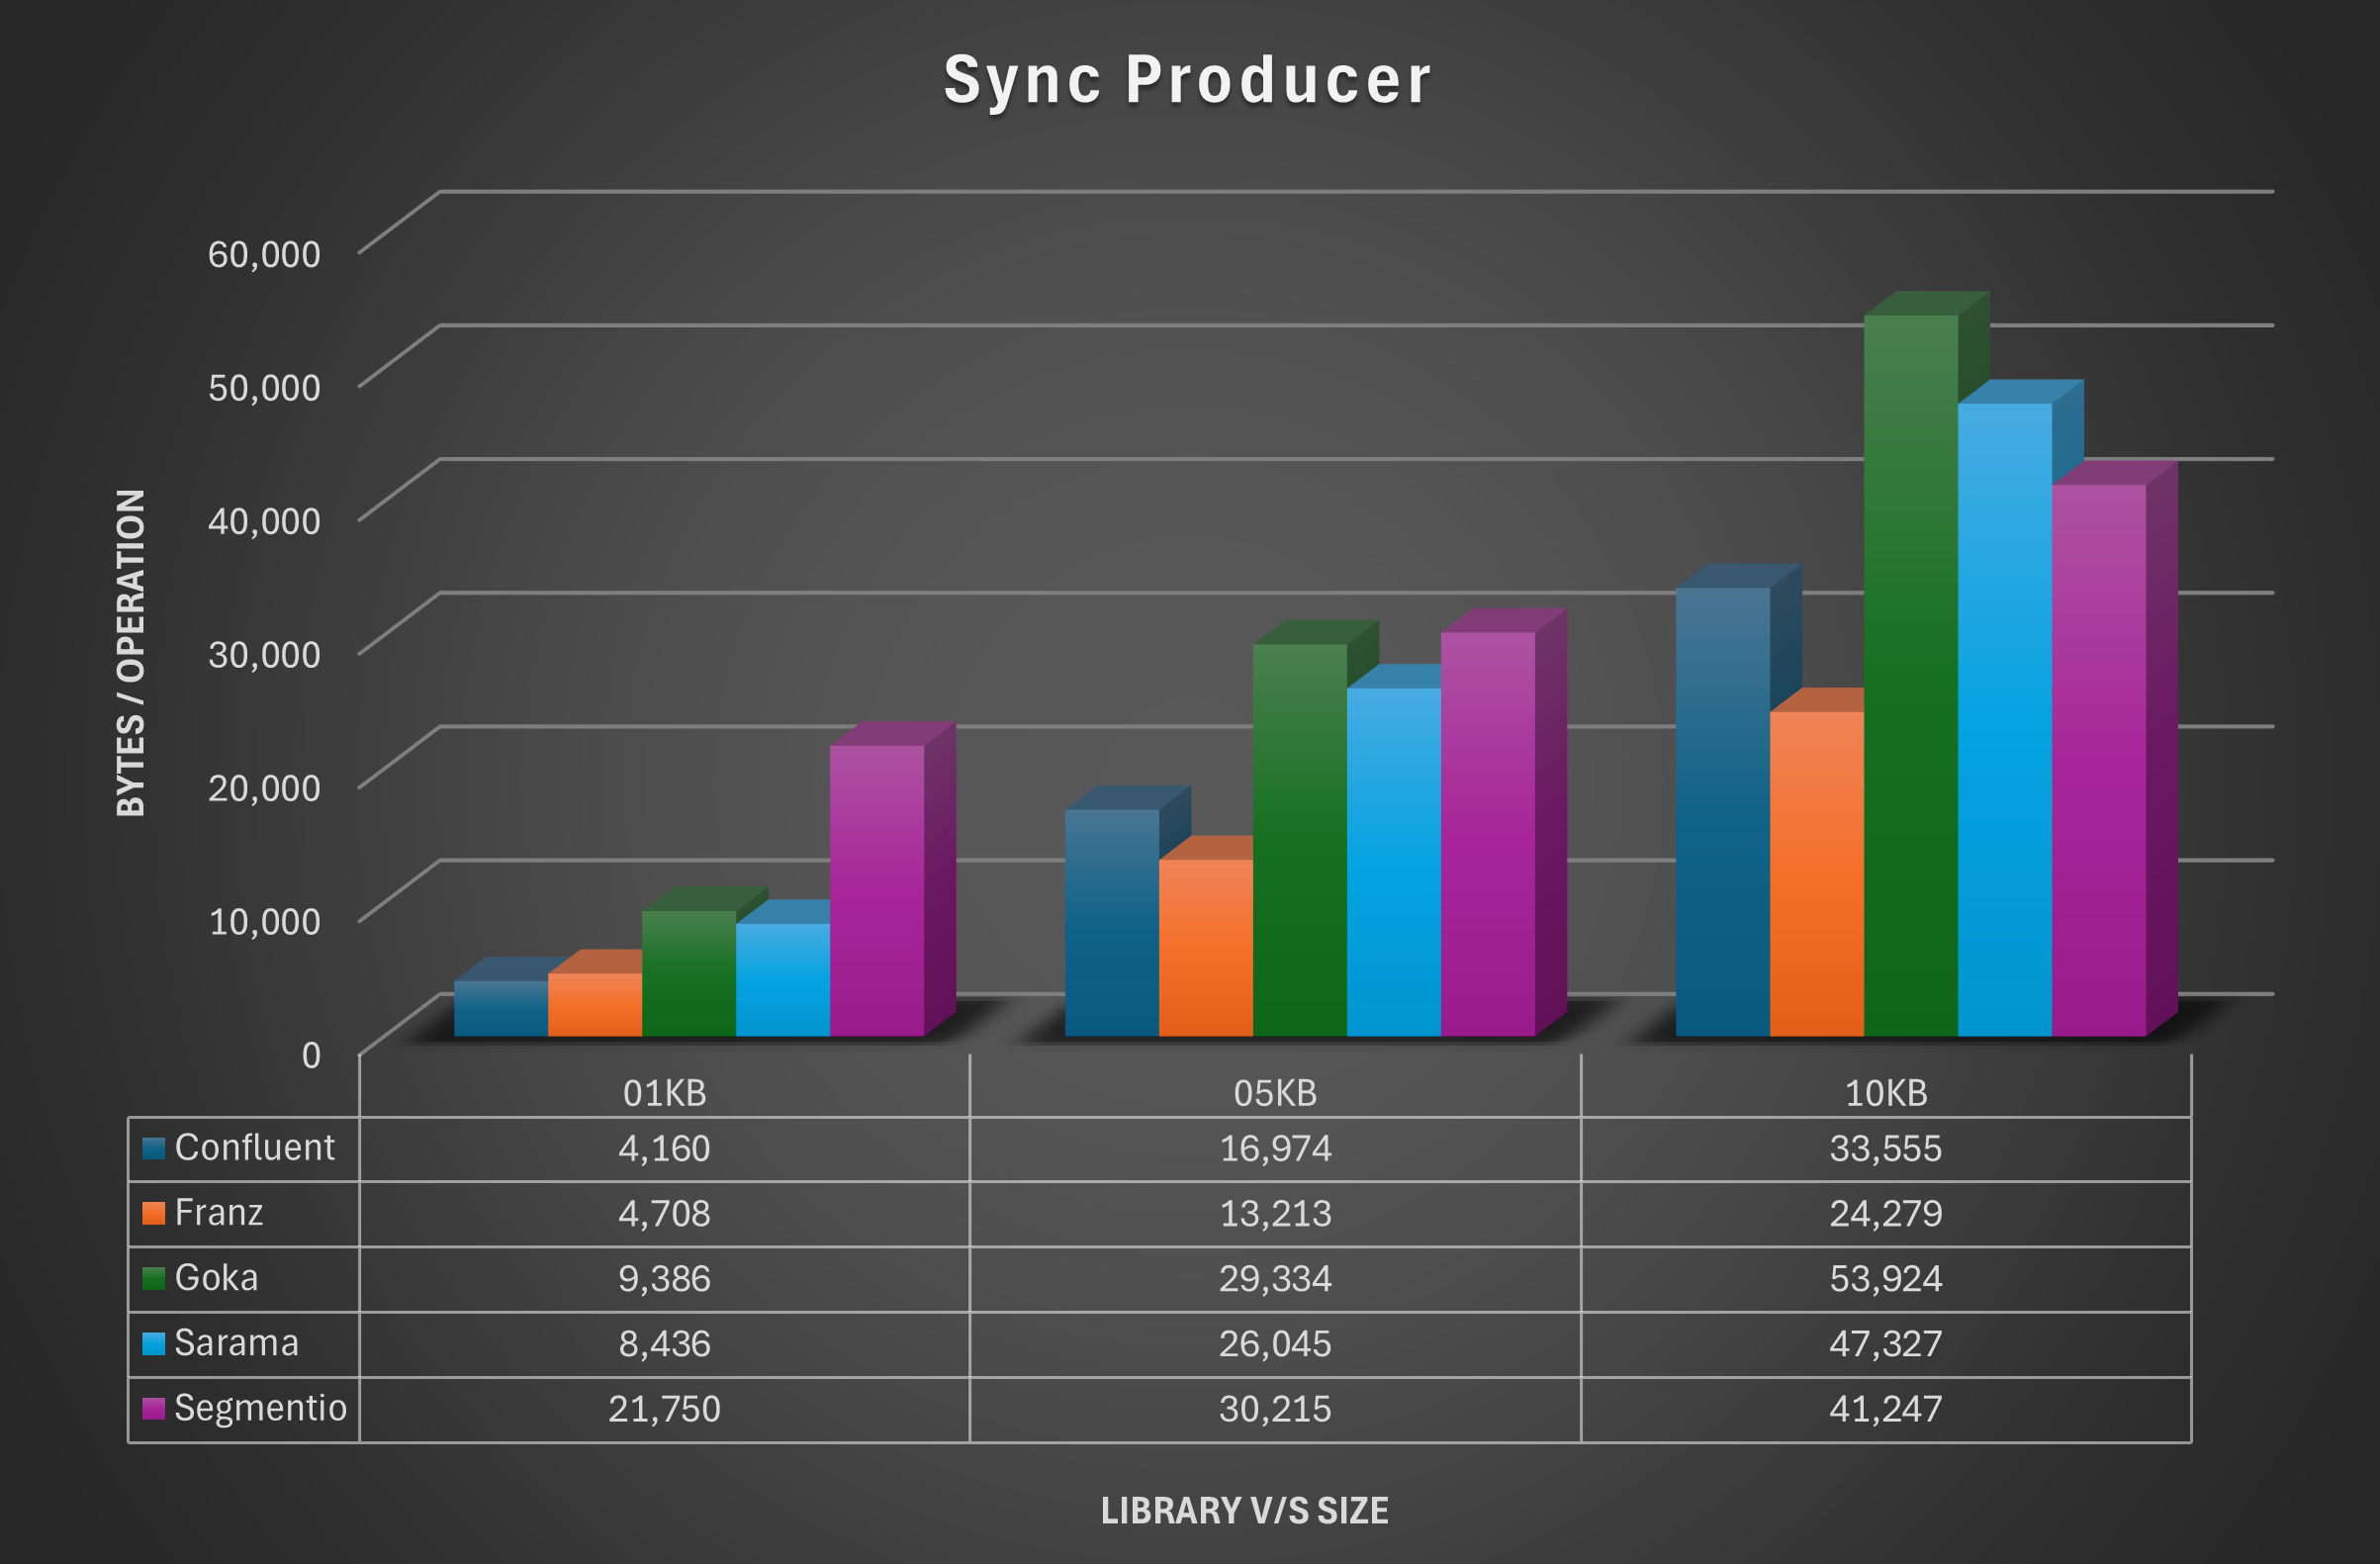 Sync Producer
60,000
50,000
40,000
30,000
20,000
10,000
0
BYTES / OPERATION
01KB 05KB 10KB
Confluent 4,160 16,974 33,555
Franz 4,708 13,213 24,279
Goka 9,386 29,334 53,924
Sarama 8,436 26,045 47,327
Segmentio 21,750 30,215 41,247
LIBRARY V/S SIZE